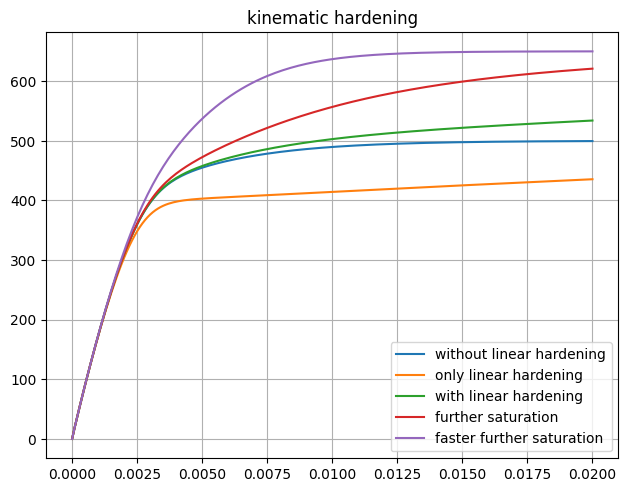 kinematic hardening
600
500
400
300
200
100
0
0.0000 0.0025 0.0050 0.0075 0.0100 0.0125 0.0150 0.0175 0.0200
without linear hardening
only linear hardening
with linear hardening
further saturation
faster further saturation